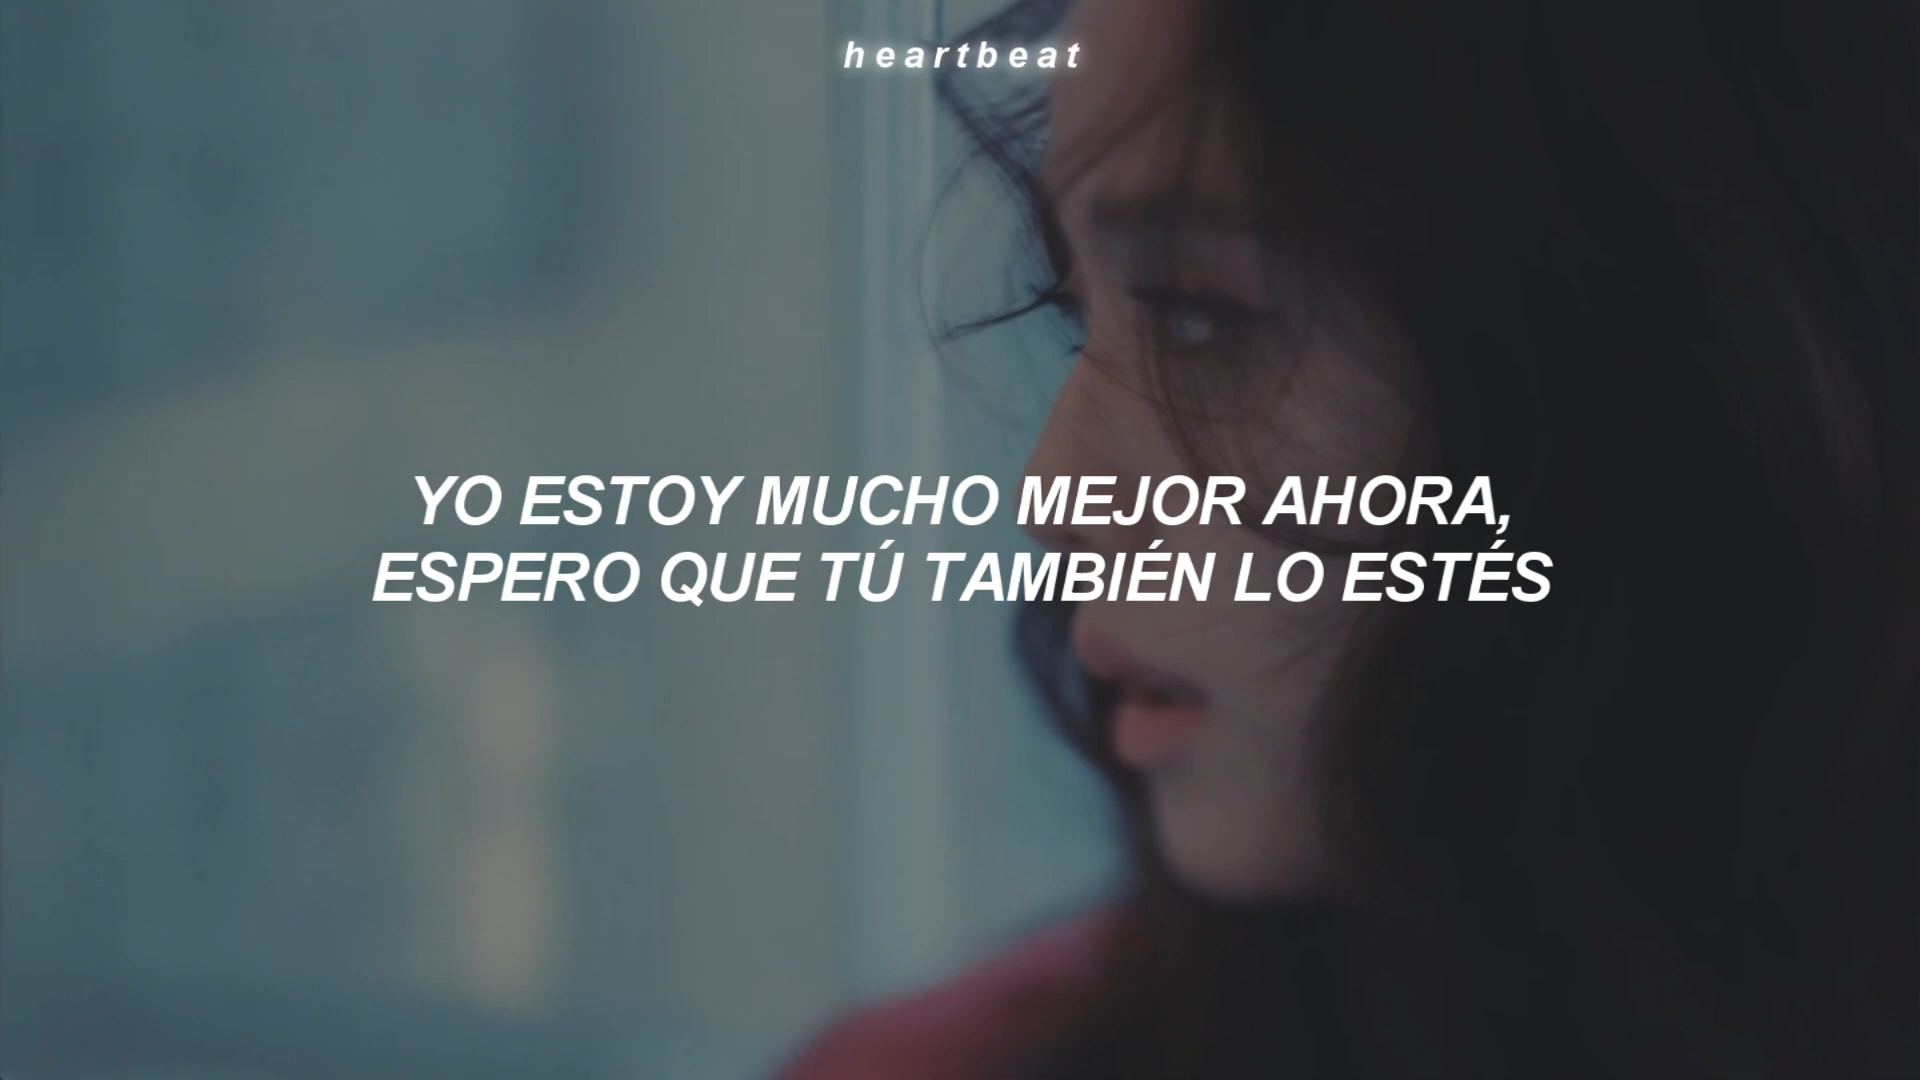 heartbeat
YO ESTOY MUCHO MEJOR AHORA,
ESPERO QUE TÚ TAMBIÉN LO ESTÉS